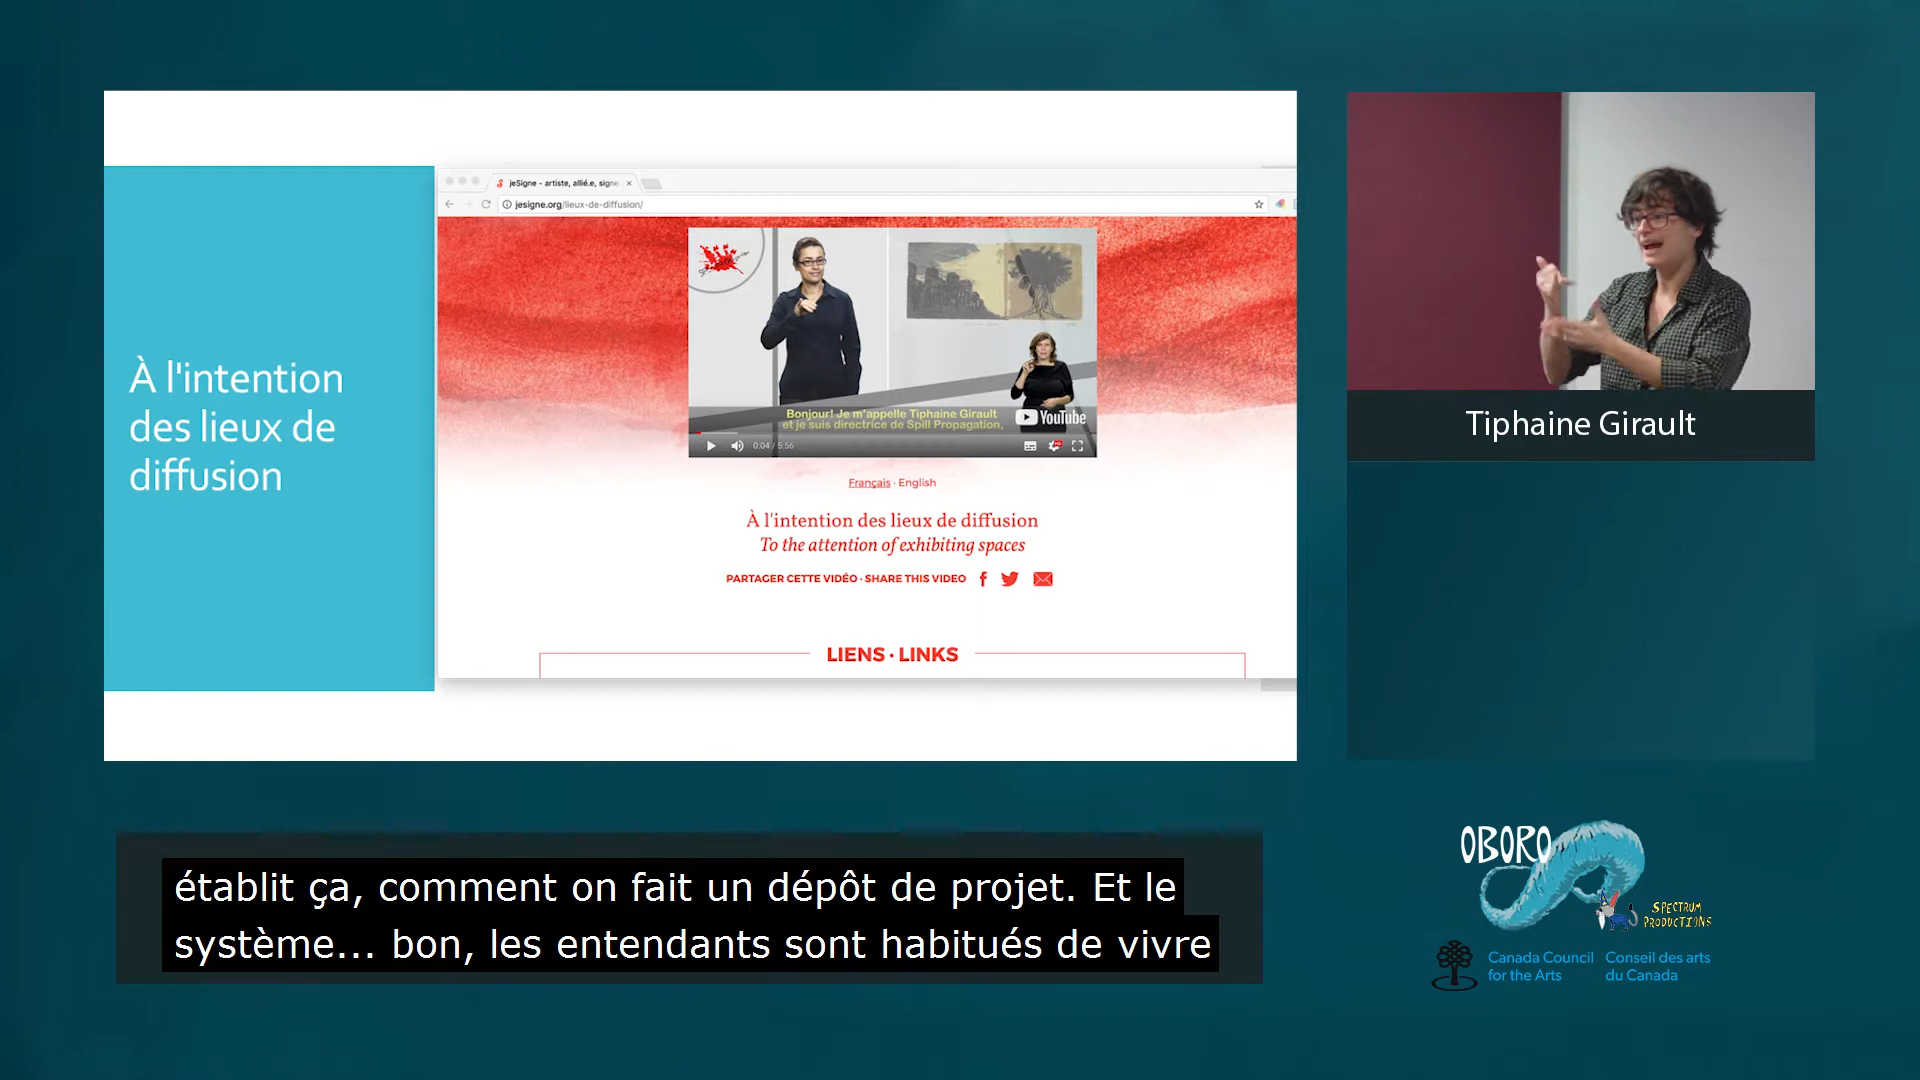 À l'intention
des lieux de
diffusion
jeSigne - artiste, allié.e, signe
jesigne.org/lieux-de-diffusion/
Bonjour! Je m'appelle Tiphaine Girault
et je suis directrice de Spill Propagation,
YouTube
0:04 / 5:56
Français · English
À l'intention des lieux de diffusion
To the attention of exhibiting spaces
PARTAGER CETTE VIDÉO · SHARE THIS VIDEO
LIENS · LINKS
Tiphaine Girault
établit ça, comment on fait un dépôt de projet. Et le
système... bon, les entendants sont habitués de vivre
OBORO
SPECTRUM
PRODUCTIONS
Canada Council
for the Arts
Conseil des arts
du Canada